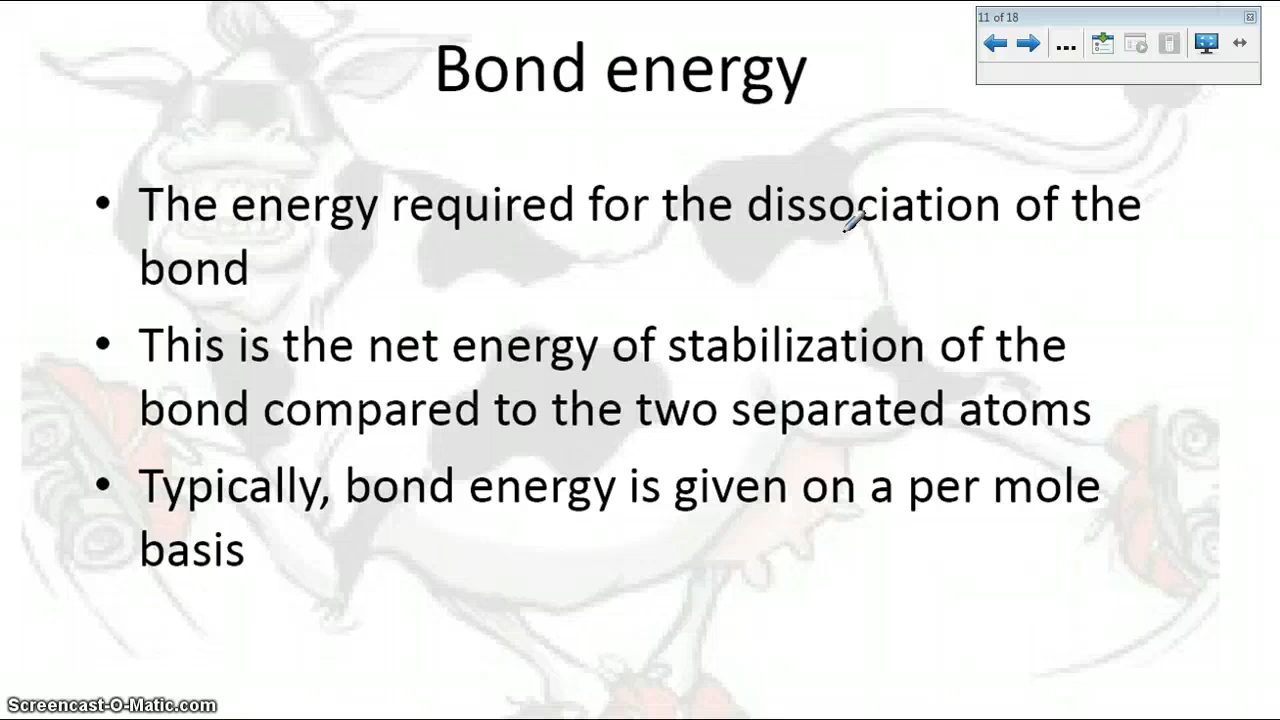 11 of 18
Bond energy
• The energy required for the dissociation of the
bond
• This is the net energy of stabilization of the
bond compared to the two separated atoms
• Typically, bond energy is given on a per mole
basis
Screencast-O-Matic.com